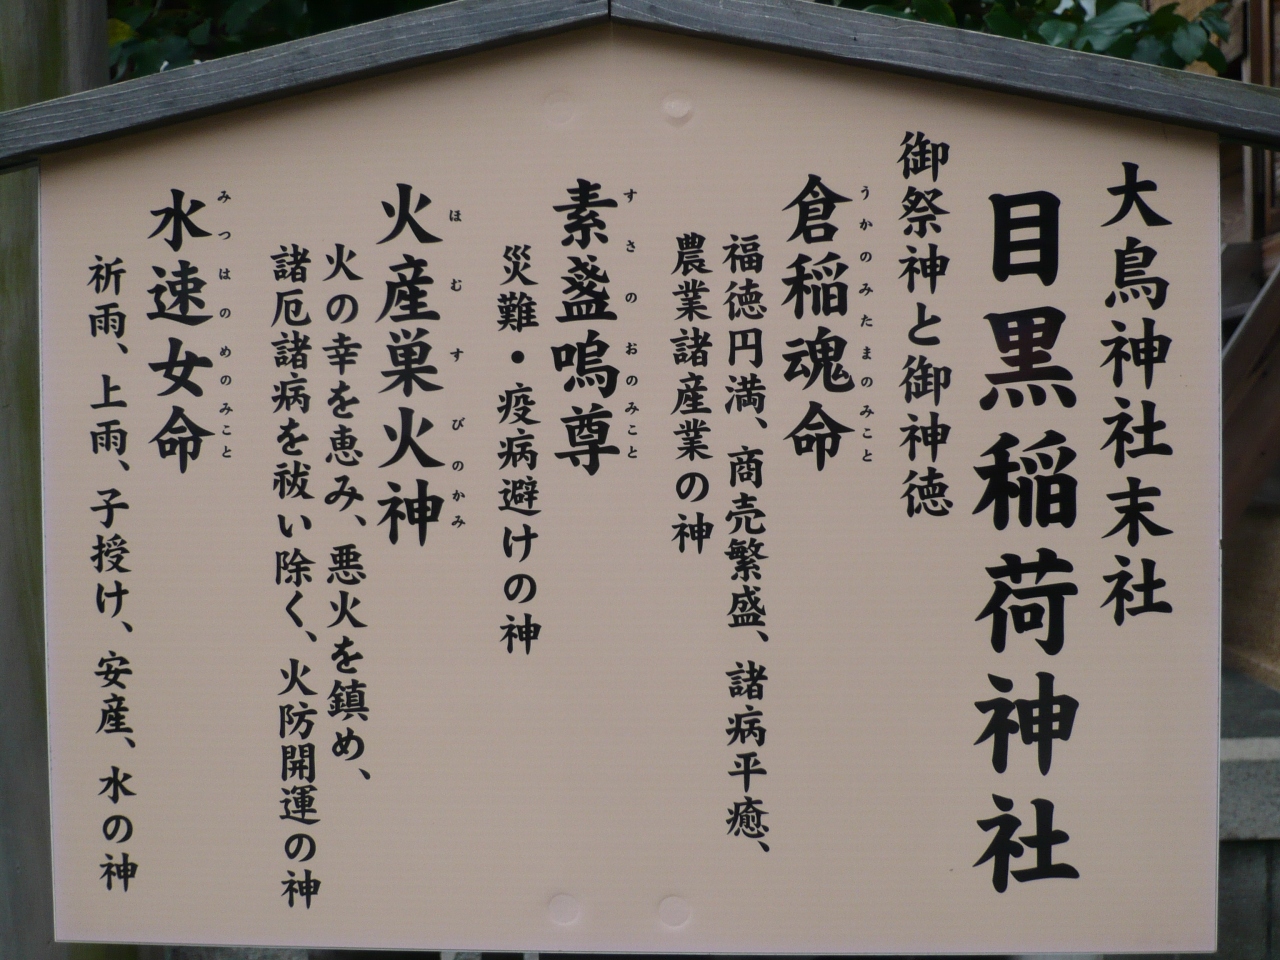 大鳥神社末社
目黒稲荷神社
御祭神と御神徳
倉稲魂命
うかのみたまのみこと
福徳円満、商売繁盛、諸病平癒、
農業諸産業の神
素盞嗚尊
すさのおのみこと
災難・疫病避けの神
火産巣火神
ほむすびのかみ
火の幸を恵み、悪火を鎮め、
諸厄諸病を祓い除く、火防開運の神
水速女命
みつはのめのみこと
祈雨、上雨、子授け、安産、水の神